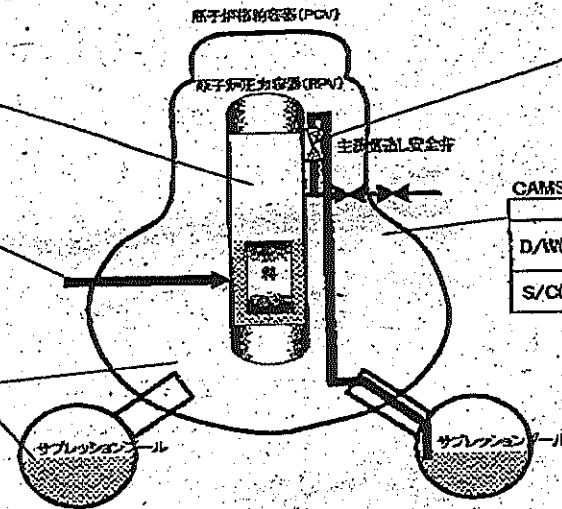 原子炉格納容器(PCV)
原子炉圧力容器(RPV)
主蒸気逃し安全弁
CAMS
D/W(
S/C(
料
サプレッションプール
サプレッションプール